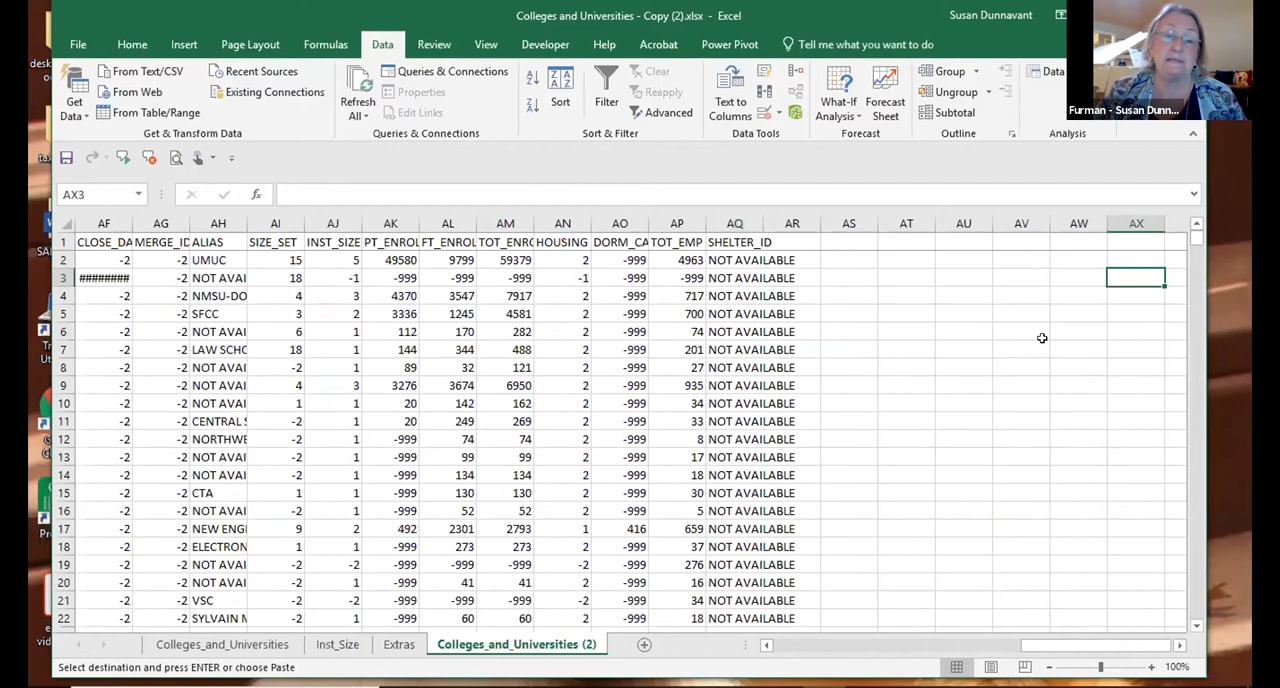 Colleges and Universities - Copy (2).xlsx - Excel
Susan Dunnavant
File Home Insert Page Layout Formulas Data Review View Developer Help Acrobat Power Pivot Tell me what you want to do
Furman - Susan Dunn...
Get Data
From Text/CSV
From Web
From Table/Range
Recent Sources
Existing Connections
Get & Transform Data
Refresh All
Queries & Connections
Properties
Edit Links
Queries & Connections
Sort
Filter
Clear
Reapply
Advanced
Sort & Filter
Text to Columns
Data Tools
What-If Analysis
Forecast Sheet
Forecast
Group
Ungroup
Subtotal
Outline
Data
Analysis
AX3
fx
AF AG AH AI AJ AK AL AM AN AO AP AQ AR AS AT AU AV AW AX
1 CLOSE_DA MERGE_ID ALIAS SIZE_SET INST_SIZE PT_ENROL FT_ENROL TOT_ENRO HOUSING DORM_CA TOT_EMP SHELTER_ID
2 -2 -2 UMUC 15 5 49580 9799 59379 2 -999 4963 NOT AVAILABLE
3 ######## -2 NOT AVAI 18 -1 -999 -999 -999 -1 -999 -999 NOT AVAILABLE
4 -2 -2 NMSU-DO 4 3 4370 3547 7917 2 -999 717 NOT AVAILABLE
5 -2 -2 SFCC 3 2 3336 1245 4581 2 -999 700 NOT AVAILABLE
6 -2 -2 NOT AVAI 6 1 112 170 282 2 -999 74 NOT AVAILABLE
7 -2 -2 LAW SCHO 18 1 144 344 488 2 -999 201 NOT AVAILABLE
8 -2 -2 NOT AVAI -2 1 89 32 121 2 -999 27 NOT AVAILABLE
9 -2 -2 NOT AVAI 4 3 3276 3674 6950 2 -999 935 NOT AVAILABLE
10 -2 -2 NOT AVAI 1 1 20 142 162 2 -999 34 NOT AVAILABLE
11 -2 -2 CENTRAL S -2 1 20 249 269 2 -999 33 NOT AVAILABLE
12 -2 -2 NORTHWE -2 1 -999 74 74 2 -999 8 NOT AVAILABLE
13 -2 -2 NOT AVAI -2 1 -999 99 99 2 -999 17 NOT AVAILABLE
14 -2 -2 NOT AVAI -2 1 -999 134 134 2 -999 18 NOT AVAILABLE
15 -2 -2 CTA 1 1 -999 130 130 2 -999 30 NOT AVAILABLE
16 -2 -2 NOT AVAI -2 1 -999 52 52 2 -999 5 NOT AVAILABLE
17 -2 -2 NEW ENGI 9 2 492 2301 2793 1 416 659 NOT AVAILABLE
18 -2 -2 ELECTRON 1 1 -999 273 273 2 -999 37 NOT AVAILABLE
19 -2 -2 NOT AVAI -2 -2 -999 -999 -999 -2 -999 276 NOT AVAILABLE
20 -2 -2 NOT AVAI -2 1 -999 41 41 2 -999 16 NOT AVAILABLE
21 -2 -2 VSC -2 -2 -999 -999 -999 -2 -999 34 NOT AVAILABLE
22 -2 -2 SYLVAIN M -2 1 -999 60 60 2 -999 18 NOT AVAILABLE
Colleges_and_Universities Inst_Size Extras Colleges_and_Universities (2)
Select destination and press ENTER or choose Paste
100%